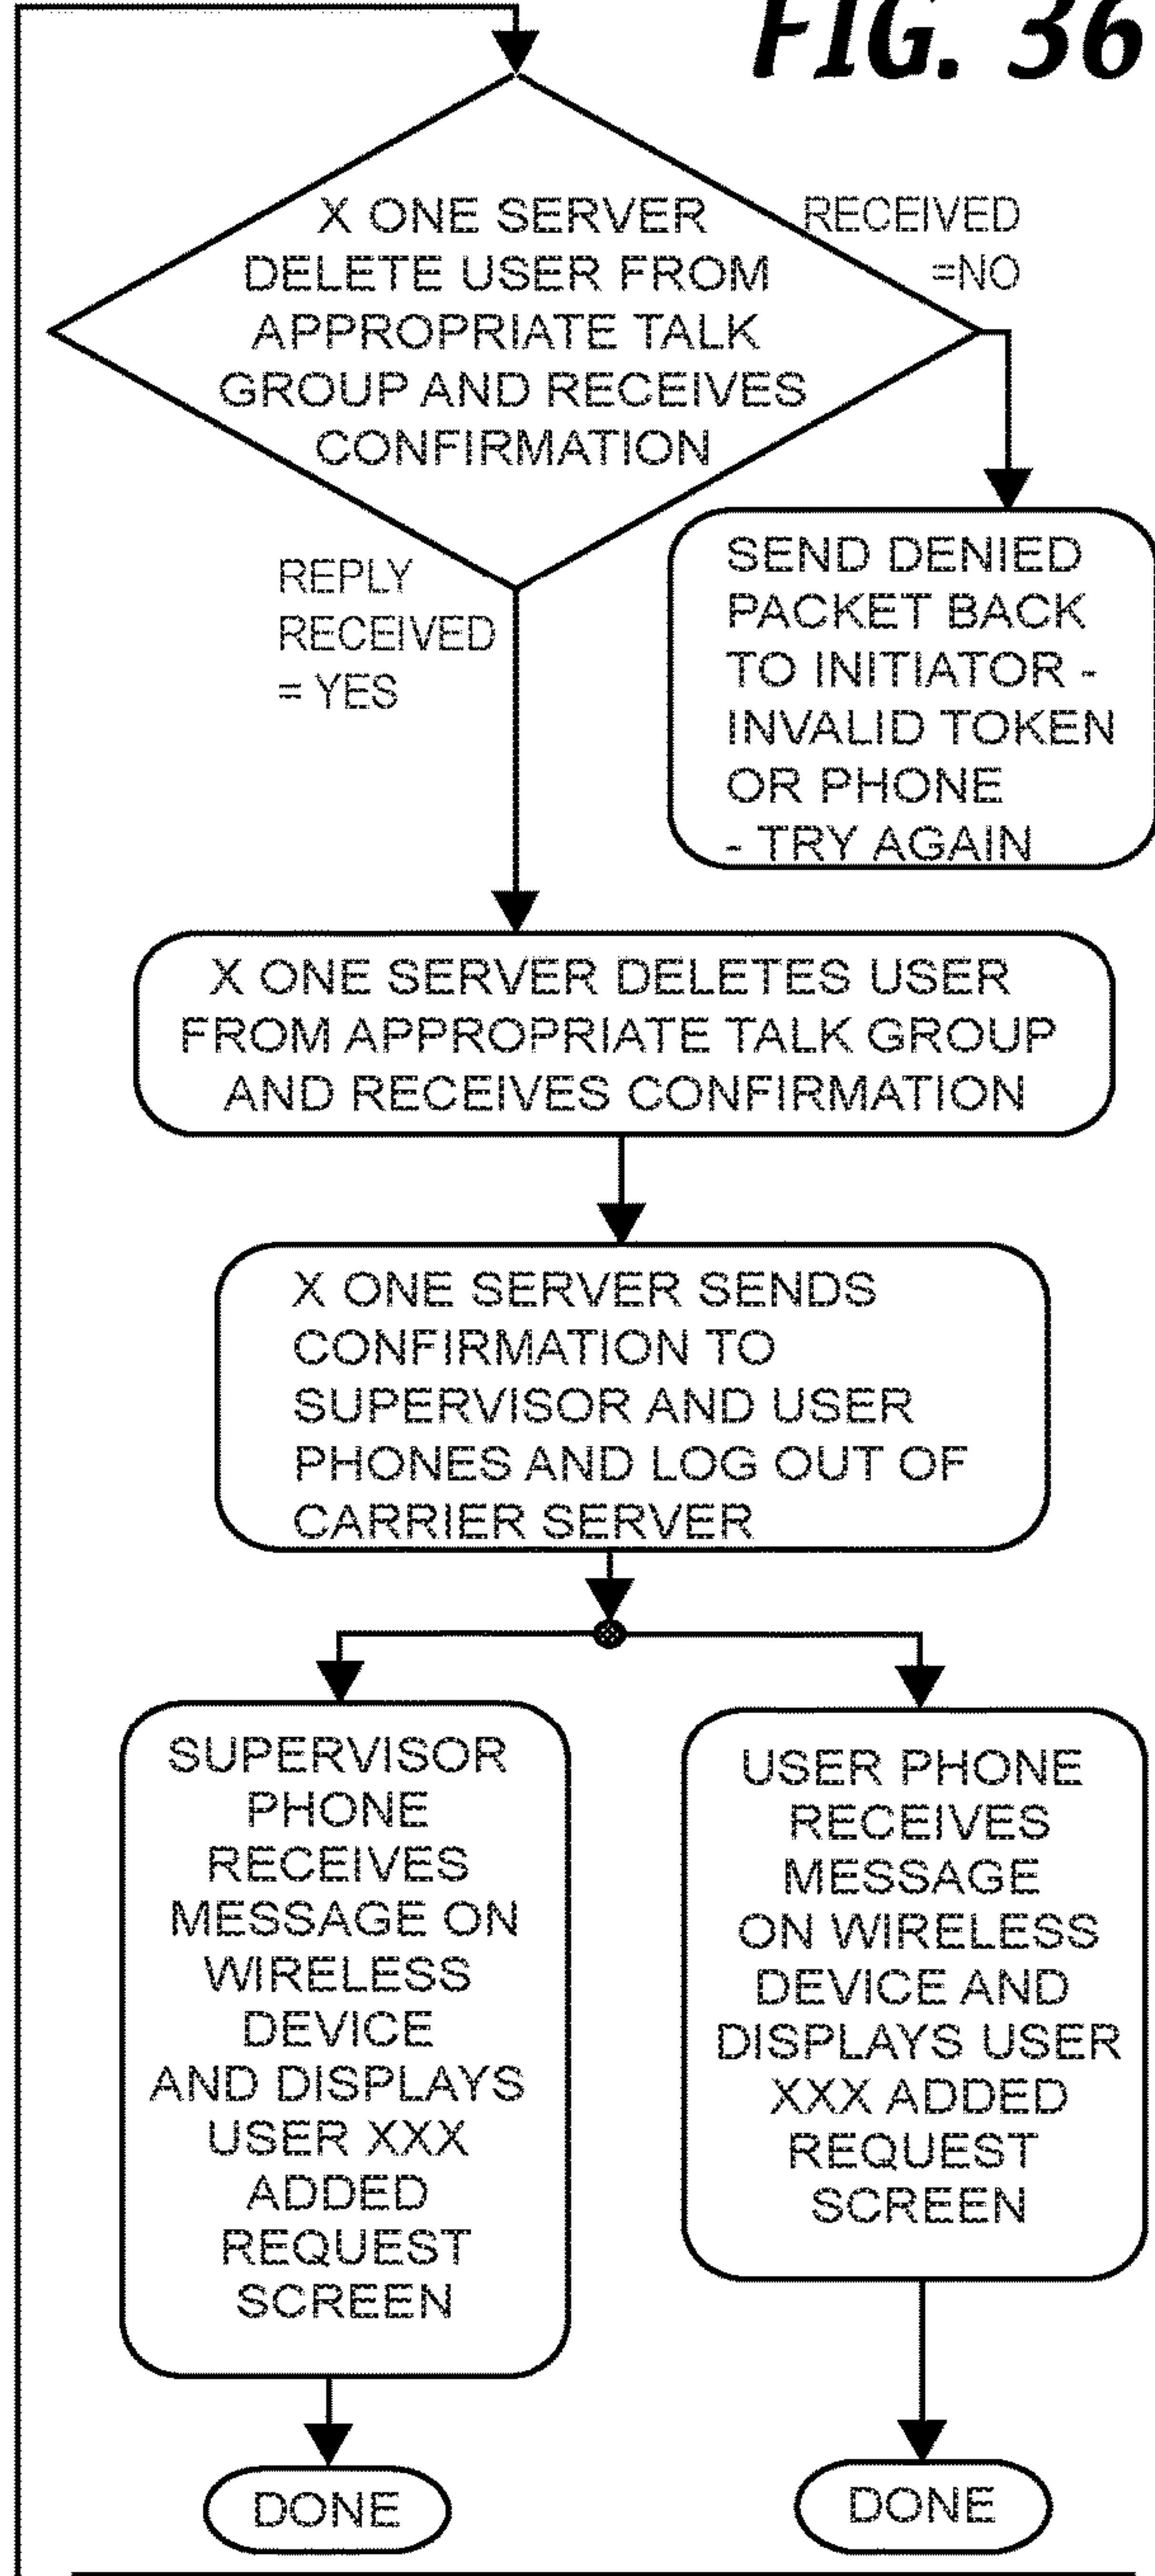 FIG. 36
X ONE SERVER
DELETE USER FROM
APPROPRIATE TALK
GROUP AND RECEIVES
CONFIRMATION
RECEIVED
=NO
REPLY
RECEIVED
= YES
SEND DENIED
PACKET BACK
TO INITIATOR -
INVALID TOKEN
OR PHONE
- TRY AGAIN
X ONE SERVER DELETES USER
FROM APPROPRIATE TALK GROUP
AND RECEIVES CONFIRMATION
X ONE SERVER SENDS
CONFIRMATION TO
SUPERVISOR AND USER
PHONES AND LOG OUT OF
CARRIER SERVER
SUPERVISOR
PHONE
RECEIVES
MESSAGE ON
WIRELESS
DEVICE
AND DISPLAYS
USER XXX
ADDED
REQUEST
SCREEN
USER PHONE
RECEIVES
MESSAGE
ON WIRELESS
DEVICE AND
DISPLAYS USER
XXX ADDED
REQUEST
SCREEN
DONE
DONE